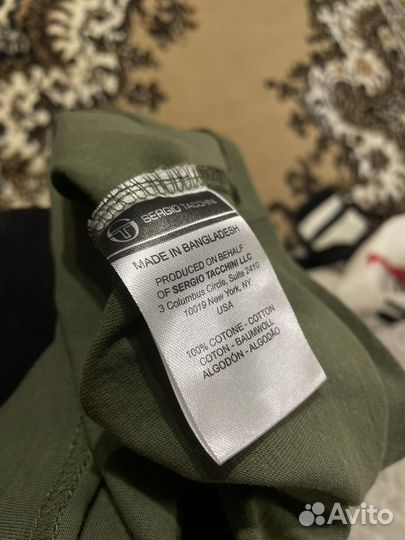 SERGIO TACCHINI
MADE IN BANGLADESH
PRODUCED ON BEHALF
OF SERGIO TACCHINI LLC
3 Columbus Circle, Suite 2410
10019 New York, NY
USA
100% COTONE - COTTON
COTON - BAUMWOLL
ALGODÓN - ALGODÃO
Avito